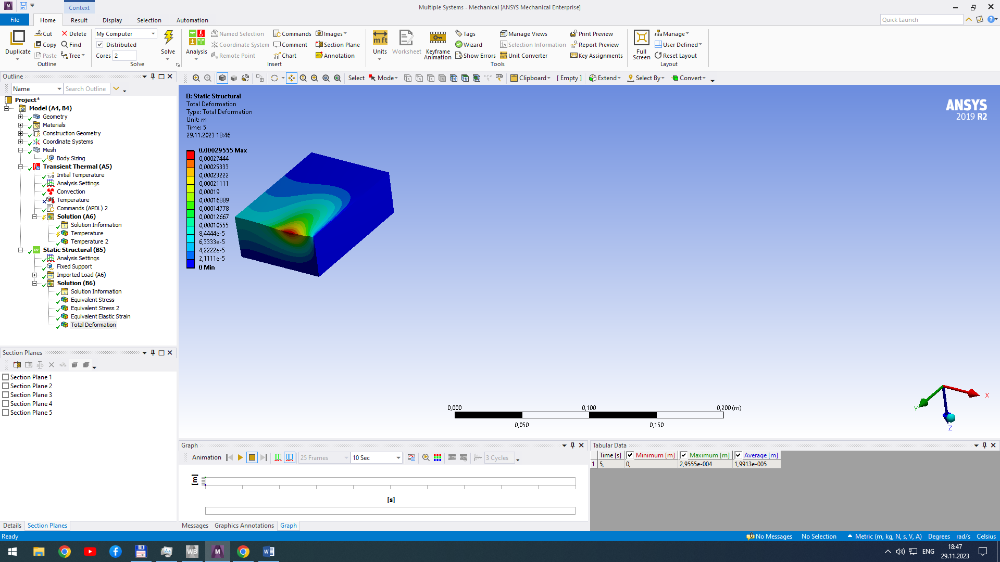 Context
Multiple Systems - Mechanical [ANSYS Mechanical Enterprise]
File
Home
Result
Display
Selection
Automation
Quick Launch
Duplicate
Cut
Copy
Paste
Delete
Find
Tree
Outline
My Computer
Distributed
Cores 2
Solve
Solve
Analysis
Named Selection
Coordinate System
Remote Point
Commands
Comment
Chart
Images
Section Plane
Annotation
Insert
Units
Worksheet
Keyframe
Animation
Tags
Wizard
Show Errors
Manage Views
Selection Information
Unit Converter
Print Preview
Report Preview
Key Assignments
Tools
Full
Screen
Manage
User Defined
Reset Layout
Layout
Outline
Name
Search Outline
Project*
Model (A4, B4)
Geometry
Materials
Construction Geometry
Coordinate Systems
Mesh
Body Sizing
Transient Thermal (A5)
Initial Temperature
Analysis Settings
Convection
Temperature
Commands (APDL) 2
Solution (A6)
Solution Information
Temperature
Temperature 2
Static Structural (B5)
Analysis Settings
Fixed Support
Imported Load (A6)
Solution (B6)
Solution Information
Equivalent Stress
Equivalent Stress 2
Equivalent Elastic Strain
Total Deformation
Section Planes
Section Plane 1
Section Plane 2
Section Plane 3
Section Plane 4
Section Plane 5
Details
Section Planes
Select
Mode
Clipboard
[ Empty ]
Extend
Select By
Convert
B: Static Structural
Total Deformation
Type: Total Deformation
Unit: m
Time: 5
29.11.2023 18:46
0,00029555 Max
0,00027444
0,00025333
0,00023222
0,00021111
0,00019
0,00016889
0,00014778
0,00012667
0,00010555
8,4444e-5
6,3333e-5
4,2222e-5
2,1111e-5
0 Min
ANSYS
2019 R2
0,000
0,100
0,200 (m)
0,050
0,150
X
Y
Z
Graph
Animation
25 Frames
10 Sec
3 Cycles
[m]
[s]
Messages
Graphics Annotations
Graph
Tabular Data
Time [s]
Minimum [m]
Maximum [m]
Average [m]
1
5,
0,
2,9555e-004
1,9913e-005
Ready
0
No Messages
No Selection
Metric (m, kg, N, s, V, A)
Degrees
rad/s
Celsius
WB
M
W
ENG
18:47
29.11.2023